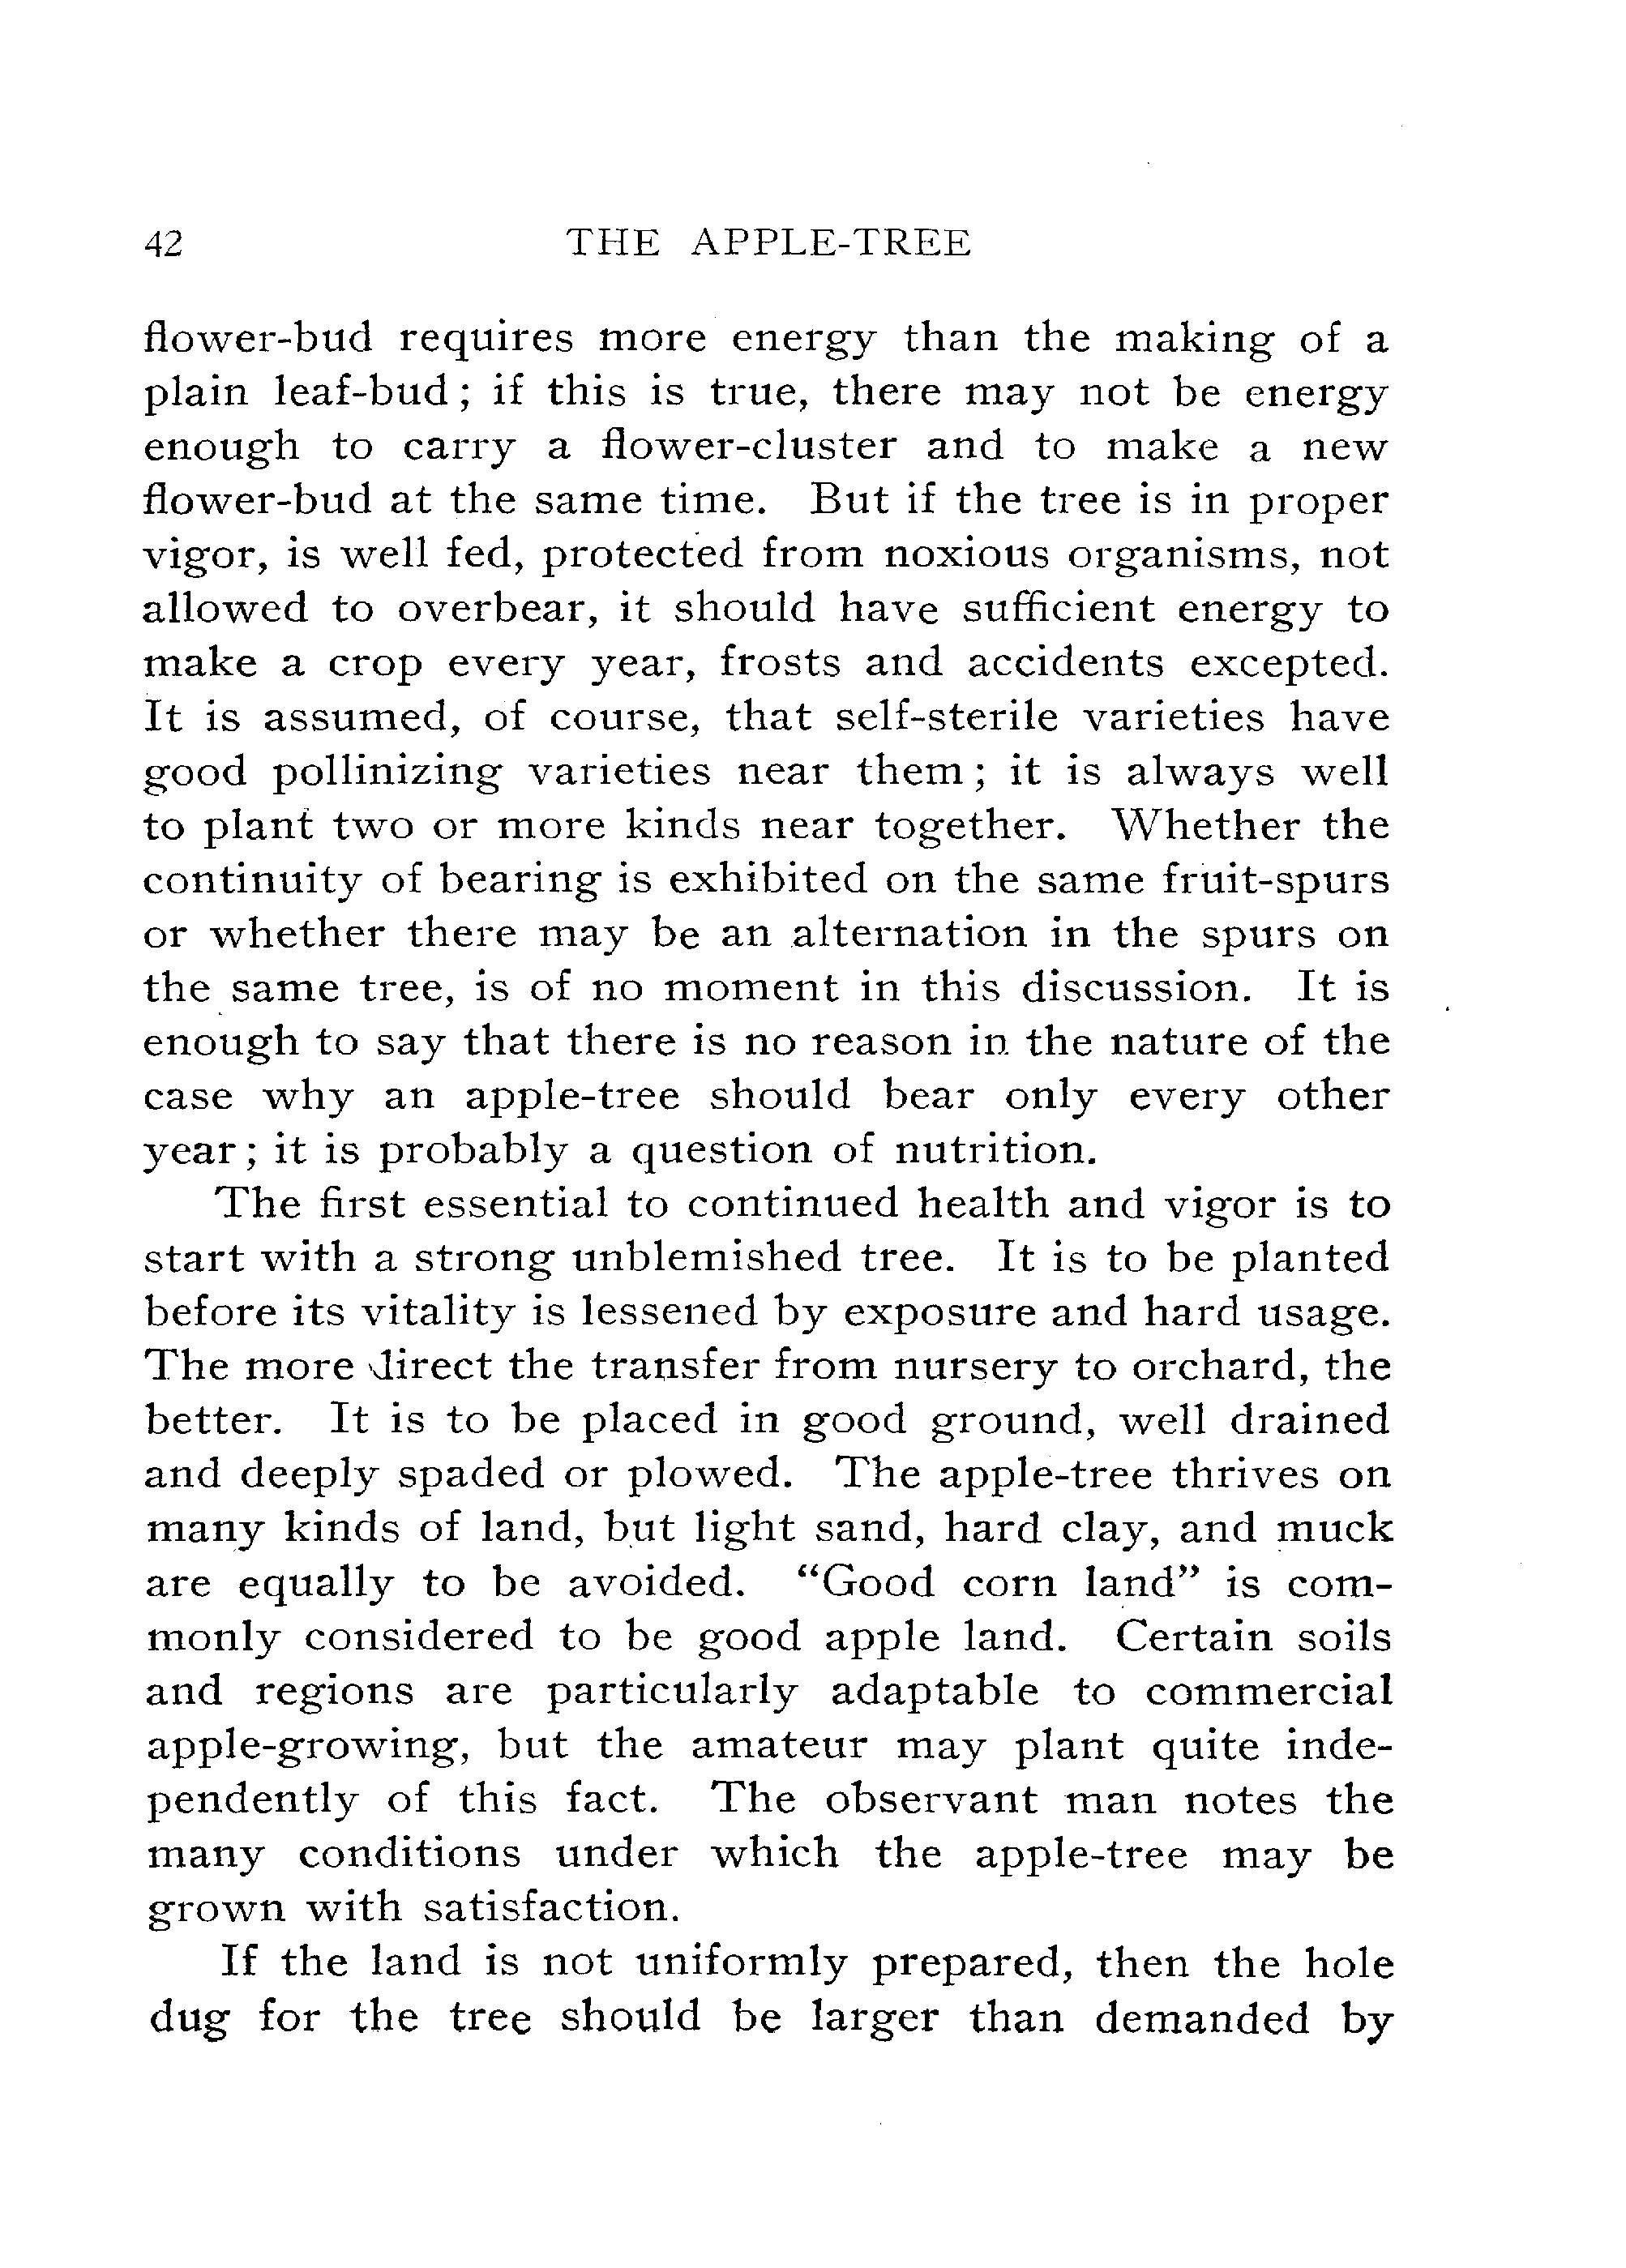 42 THE APPLE-TREE
flower-bud requires more energy than the making of a
plain leaf-bud; if this is true, there may not be energy
enough to carry a flower-cluster and to make a new
flower-bud at the same time. But if the tree is in proper
vigor, is well fed, protected from noxious organisms, not
allowed to overbear, it should have sufficient energy to
make a crop every year, frosts and accidents excepted.
It is assumed, of course, that self-sterile varieties have
good pollinizing varieties near them; it is always well
to plant two or more kinds near together. Whether the
continuity of bearing is exhibited on the same fruit-spurs
or whether there may be an alternation in the spurs on
the same tree, is of no moment in this discussion. It is
enough to say that there is no reason in the nature of the
case why an apple-tree should bear only every other
year; it is probably a question of nutrition.
The first essential to continued health and vigor is to
start with a strong unblemished tree. It is to be planted
before its vitality is lessened by exposure and hard usage.
The more direct the transfer from nursery to orchard, the
better. It is to be placed in good ground, well drained
and deeply spaded or plowed. The apple-tree thrives on
many kinds of land, but light sand, hard clay, and muck
are equally to be avoided. “Good corn land” is com-
monly considered to be good apple land. Certain soils
and regions are particularly adaptable to commercial
apple-growing, but the amateur may plant quite inde-
pendently of this fact. The observant man notes the
many conditions under which the apple-tree may be
grown with satisfaction.
If the land is not uniformly prepared, then the hole
dug for the tree should be larger than demanded by